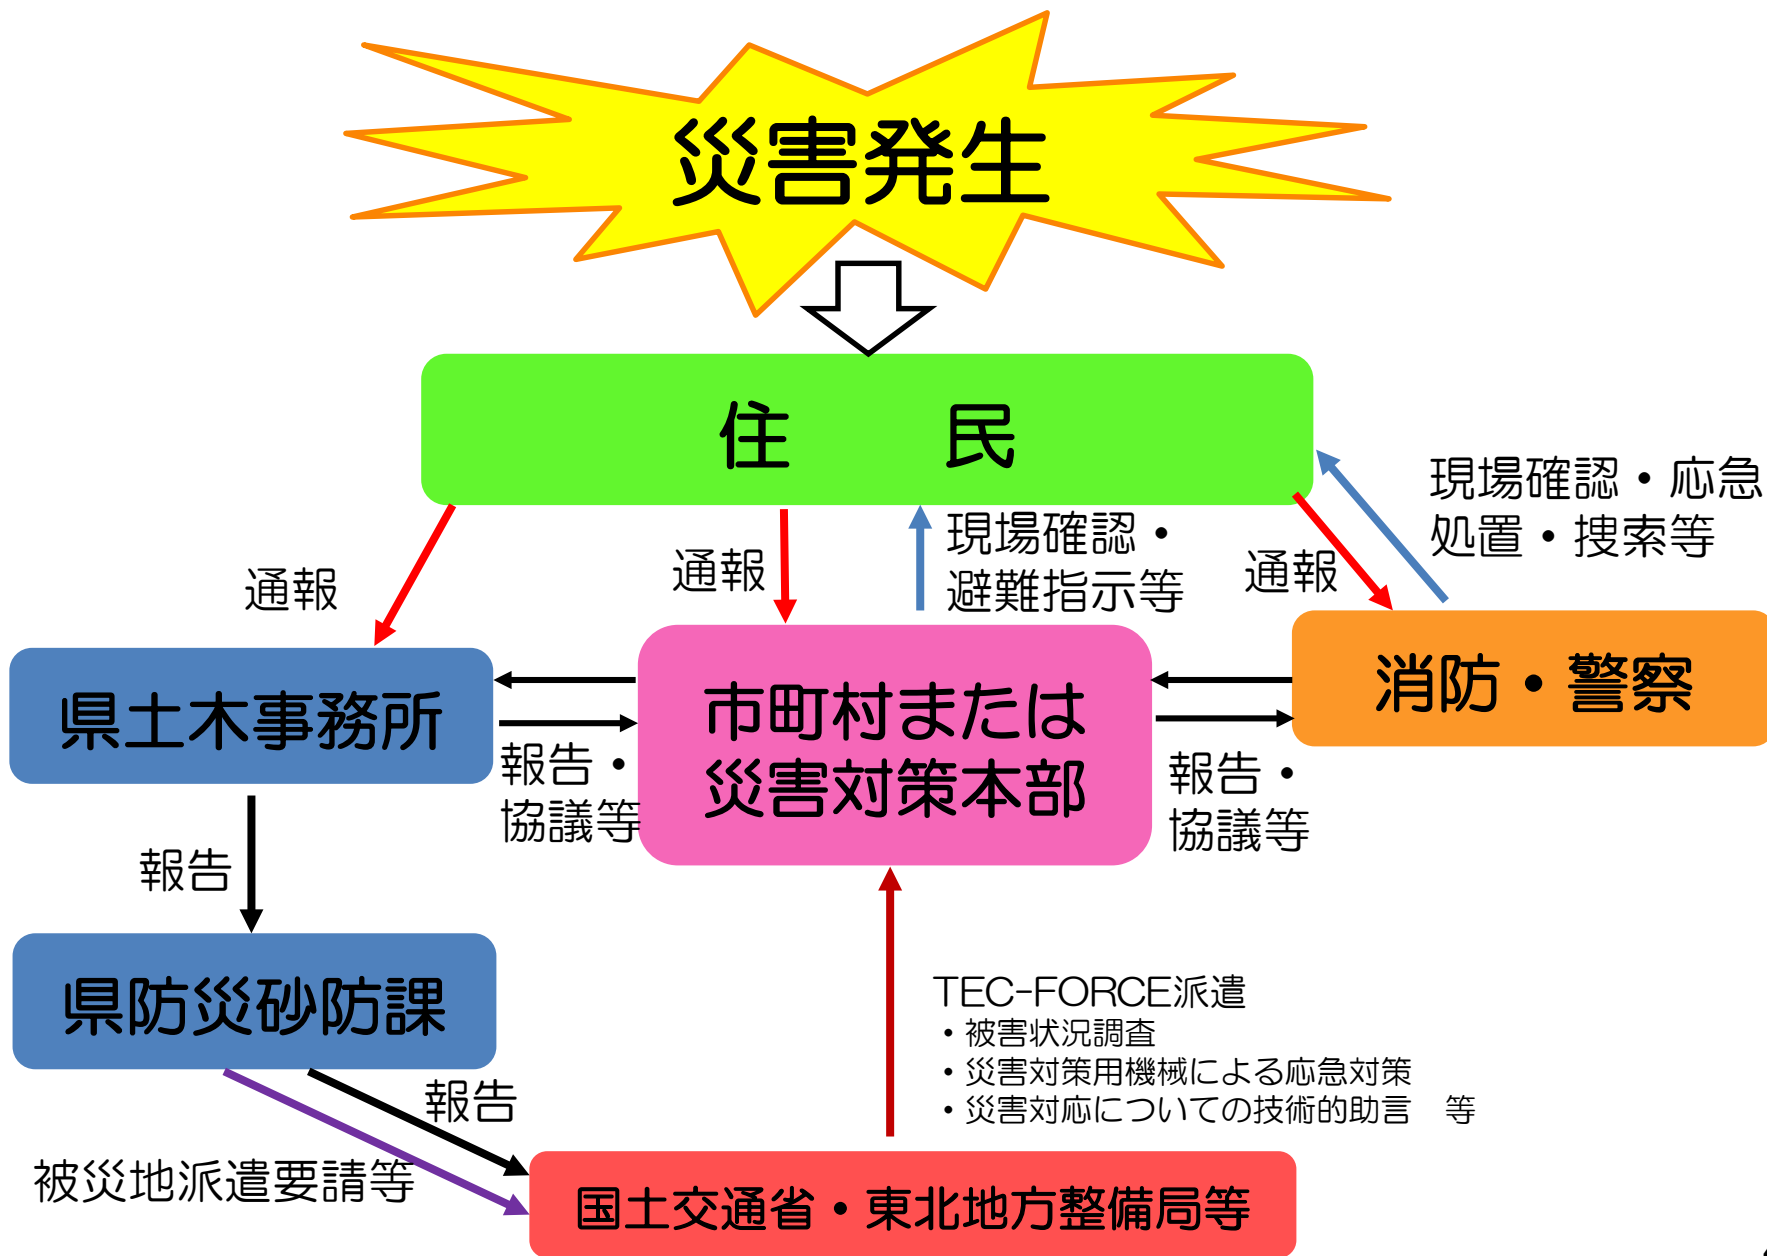 災害発生
住　　民
現場確認・応急
処置・捜索等
通報
通報
現場確認・
避難指示等
通報
県土木事務所
市町村または
災害対策本部
消防・警察
報告・
協議等
報告・
協議等
報告
県防災砂防課
TEC-FORCE派遣
・被害状況調査
・災害対策用機械による応急対策
・災害対応についての技術的助言　等
報告
被災地派遣要請等
国土交通省・東北地方整備局等